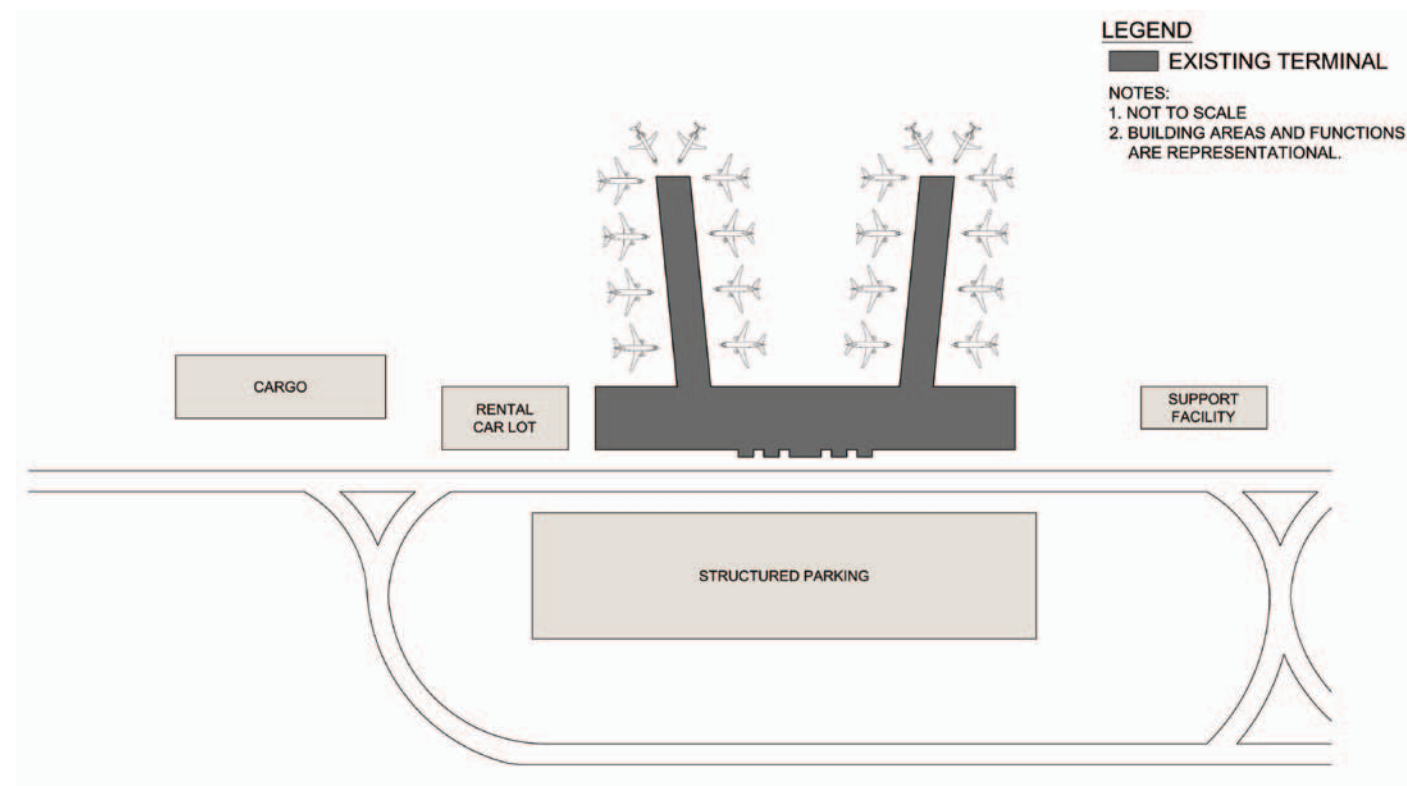 LEGEND
EXISTING TERMINAL
NOTES:
1. NOT TO SCALE
2. BUILDING AREAS AND FUNCTIONS
ARE REPRESENTATIONAL.
CARGO
RENTAL
CAR LOT
SUPPORT
FACILITY
STRUCTURED PARKING